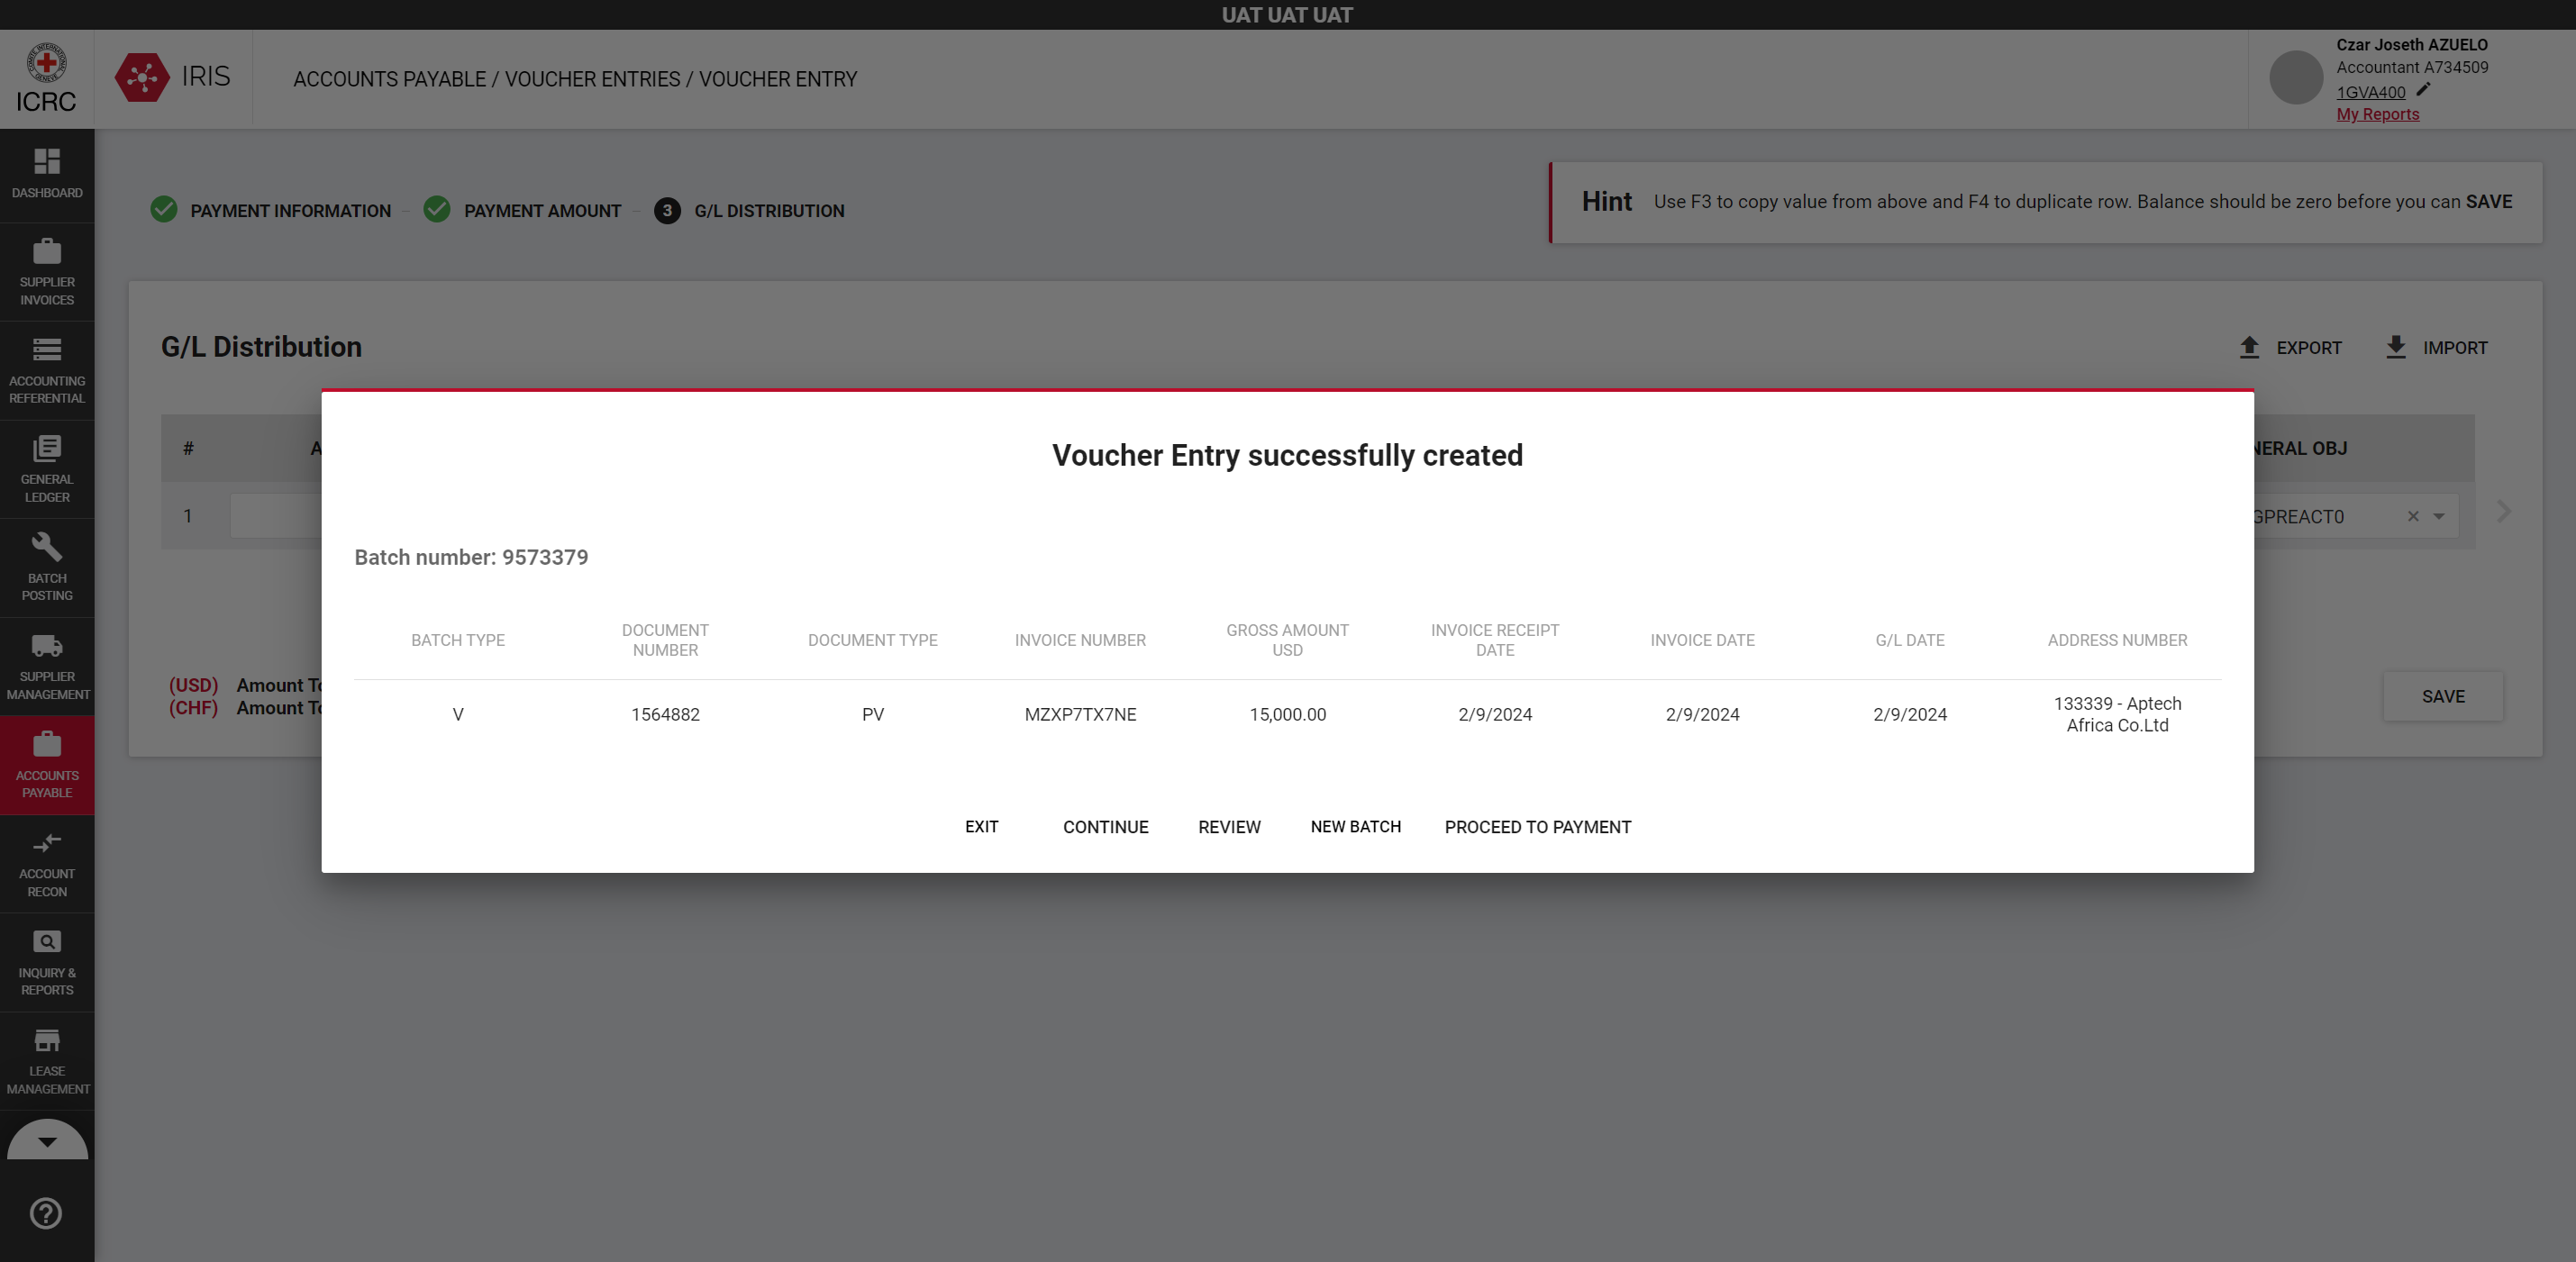 UAT UAT UAT
ICRC
IRIS
ACCOUNTS PAYABLE / VOUCHER ENTRIES / VOUCHER ENTRY
Czar Joseth AZUELO
Accountant A734509
1GVA400
My Reports
DASHBOARD
SUPPLIER
INVOICES
ACCOUNTING
REFERENTIAL
GENERAL
LEDGER
BATCH
POSTING
SUPPLIER
MANAGEMENT
ACCOUNTS
PAYABLE
ACCOUNT
RECON
INQUIRY &
REPORTS
LEASE
MANAGEMENT
PAYMENT INFORMATION
PAYMENT AMOUNT
3 G/L DISTRIBUTION
Hint Use F3 to copy value from above and F4 to duplicate row. Balance should be zero before you can SAVE
G/L Distribution
EXPORT IMPORT
# A NERAL OBJ
1 GPREACT0
(USD) Amount To
(CHF) Amount To
SAVE
Voucher Entry successfully created
Batch number: 9573379
BATCH TYPE
DOCUMENT
NUMBER
DOCUMENT TYPE
INVOICE NUMBER
GROSS AMOUNT
USD
INVOICE RECEIPT
DATE
INVOICE DATE
G/L DATE
ADDRESS NUMBER
V
1564882
PV
MZXP7TX7NE
15,000.00
2/9/2024
2/9/2024
2/9/2024
133339 - Aptech
Africa Co.Ltd
EXIT CONTINUE REVIEW NEW BATCH PROCEED TO PAYMENT